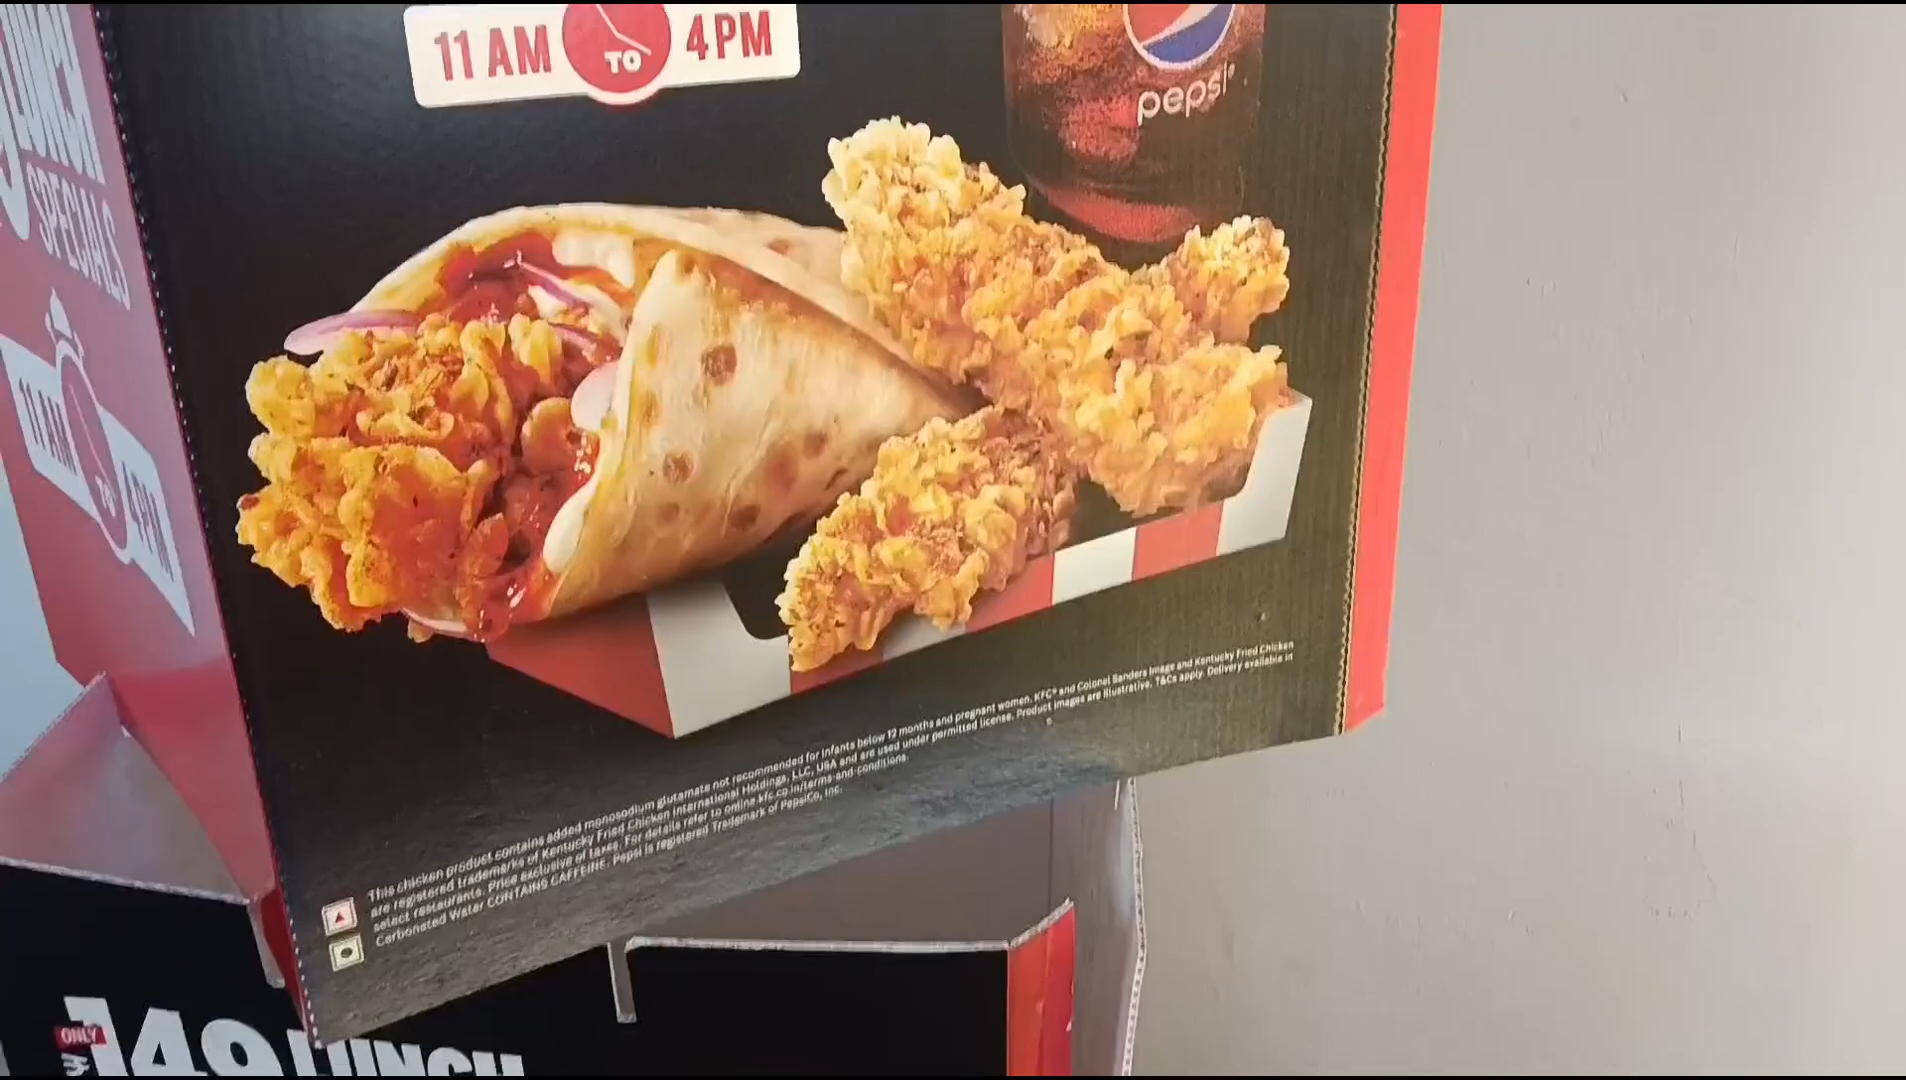 11 AM TO 4 PM
pepsi
LUNCH
SPECIALS
11 AM TO 4 PM
This chicken product contains added monosodium glutamate not recommended for infants below 12 months and pregnant women. KFC® and Colonel Sanders Image and Kentucky Fried Chicken
are registered trademarks of Kentucky Fried Chicken International Holdings, LLC, USA and are used under permitted license. Product images are illustrative. T&Cs apply. Delivery available in
select restaurants. Price exclusive of taxes. For details refer to online.kfc.co.in/terms-and-conditions.
Carbonated Water CONTAINS CAFFEINE. Pepsi is registered Trademark of PepsiCo, Inc.
ONLY
149 LUNCH